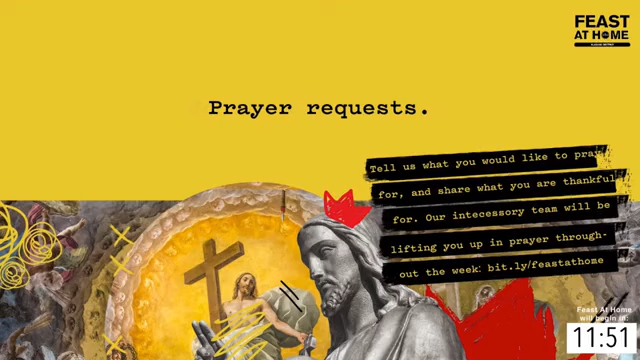 FEAST
AT HOME
Prayer requests.
Tell us what you would like to pray
for, and share what you are thankful
for. Our intecessory team will be
lifting you up in prayer through-
out the week: bit.ly/feastathome
Feast At Home
will begin in:
11:51